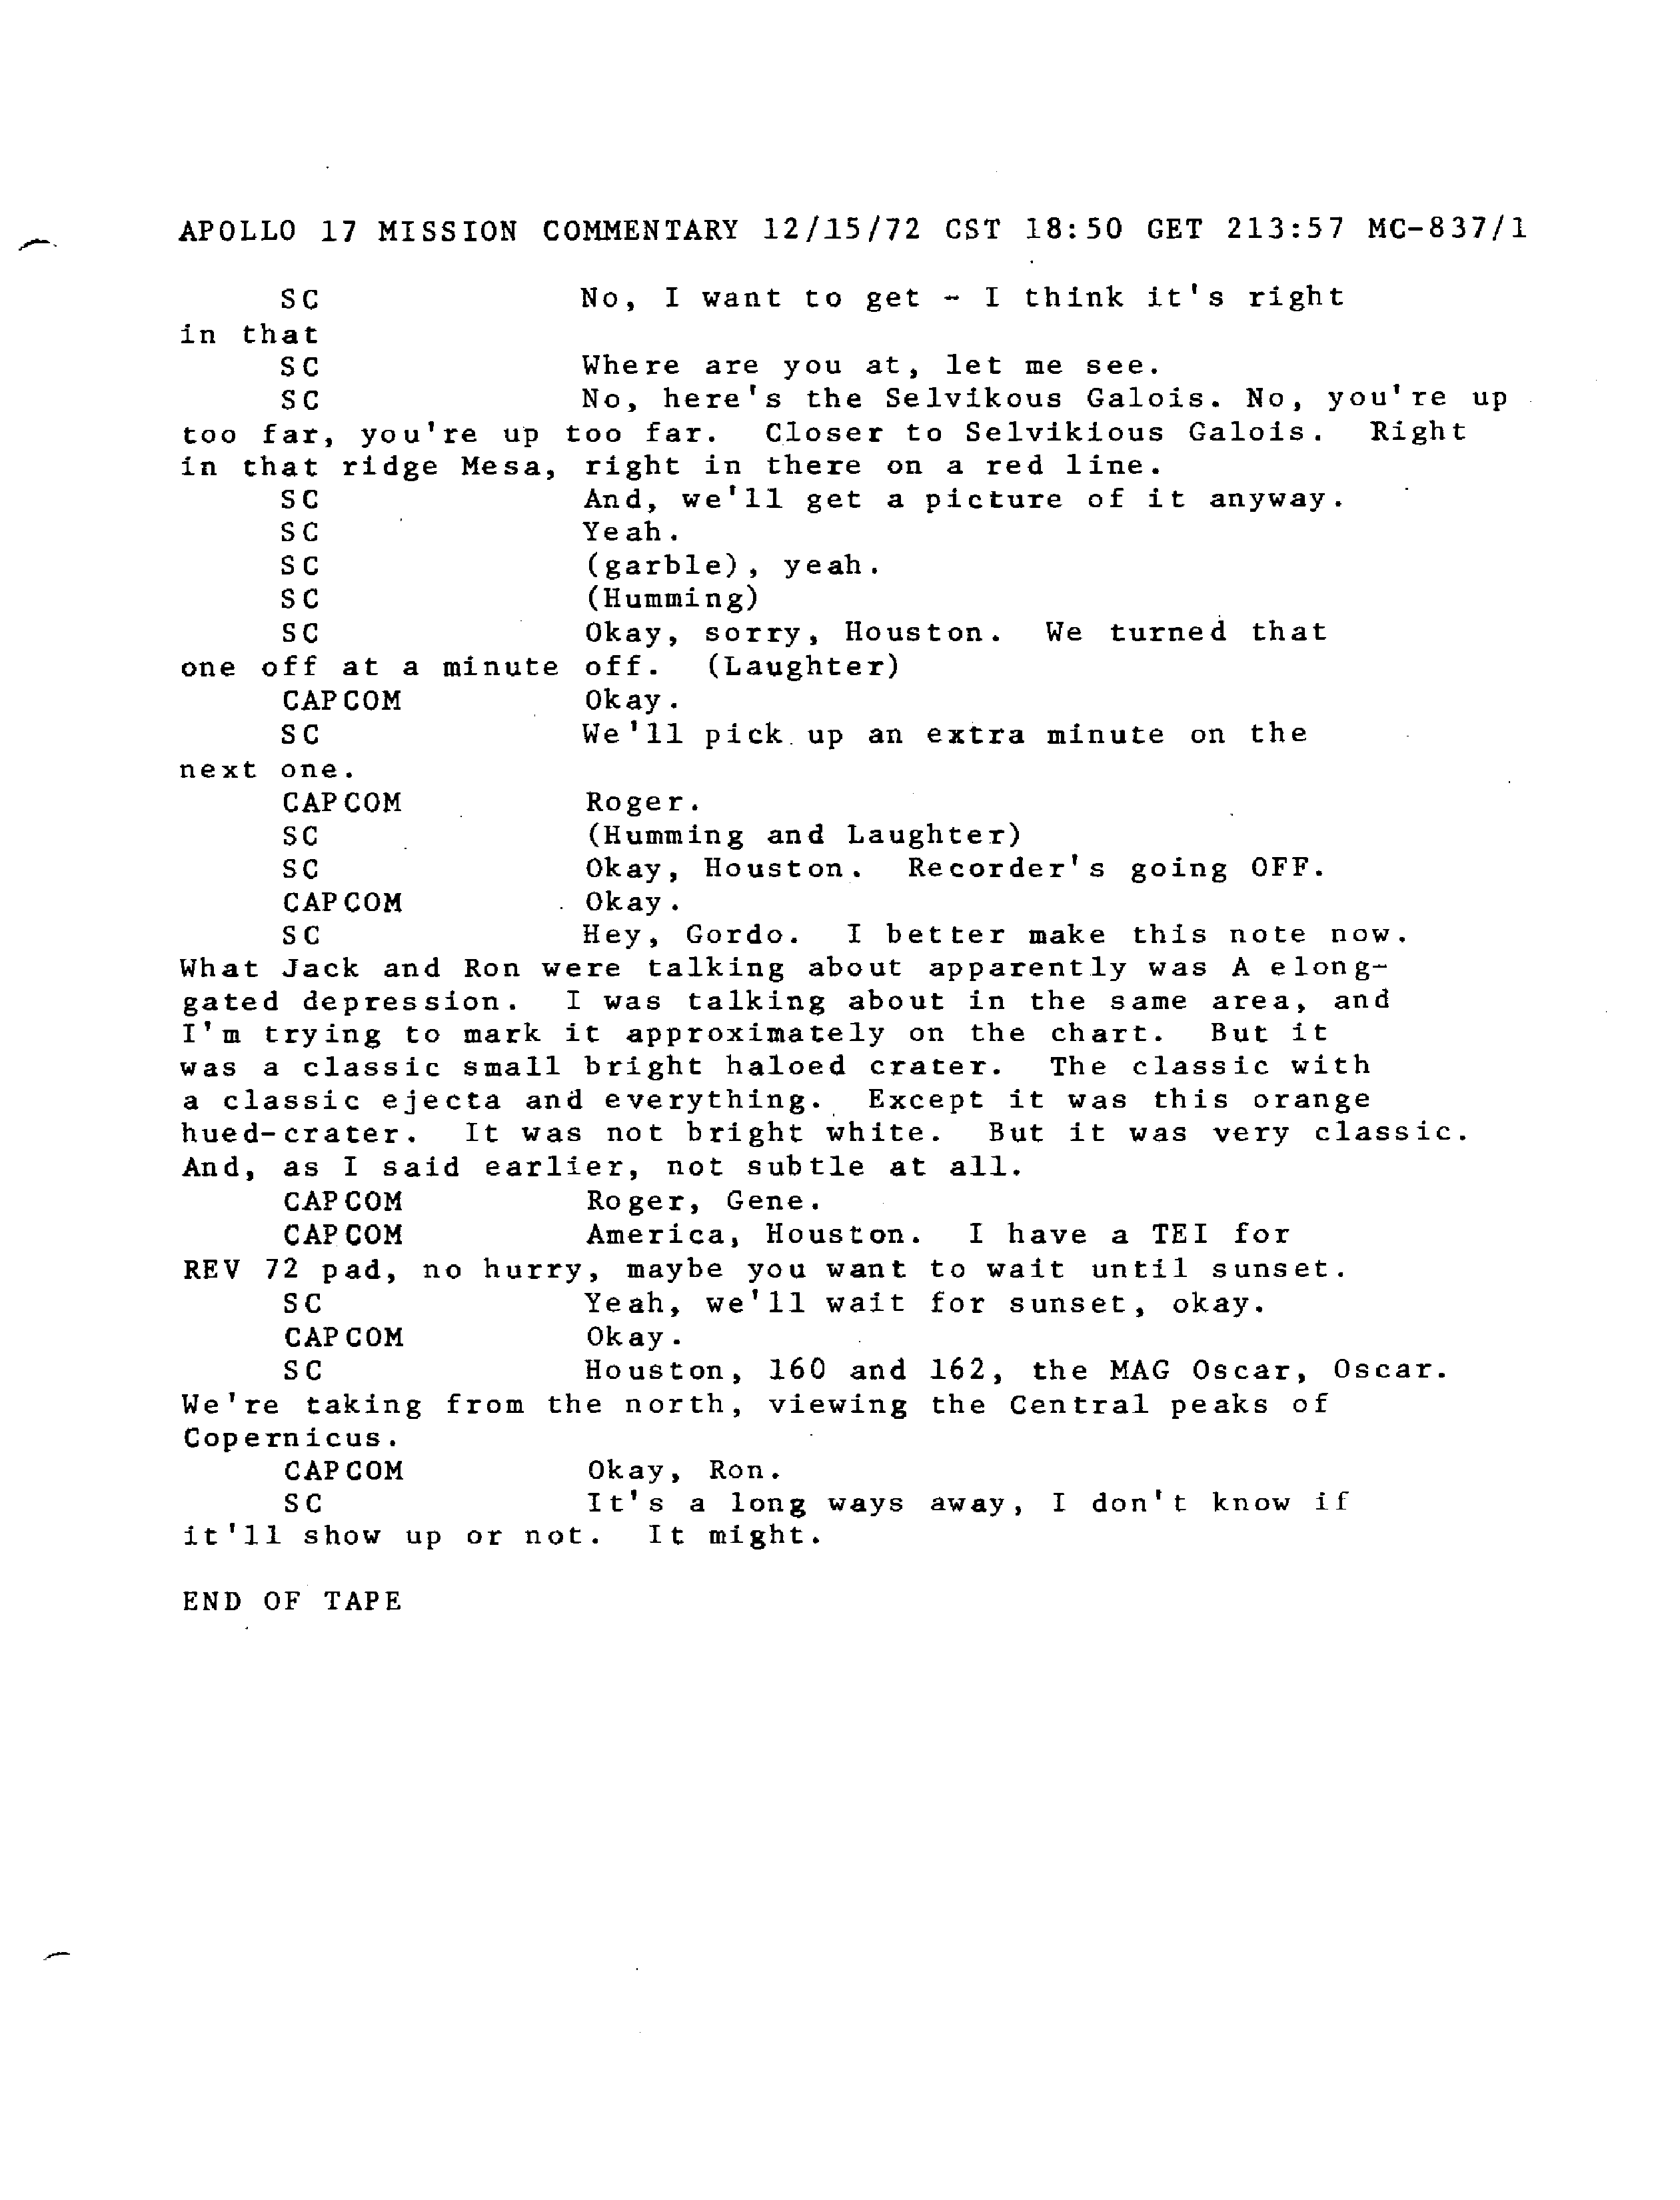 APOLLO 17 MISSION COMMENTARY 12/15/72 CST 18:50 GET 213:57 MC-837/1
SC No, I want to get - I think it's right
in that
SC Where are you at, let me see.
SC No, here's the Selvikous Galois. No, you're up
too far, you're up too far. Closer to Selvikious Galois. Right
in that ridge Mesa, right in there on a red line.
SC And, we'll get a picture of it anyway.
SC Yeah.
SC (garble), yeah.
SC (Humming)
SC Okay, sorry, Houston. We turned that
one off at a minute off. (Laughter)
CAPCOM Okay.
SC We'll pick up an extra minute on the
next one.
CAPCOM Roger.
SC (Humming and Laughter)
SC Okay, Houston. Recorder's going OFF.
CAPCOM Okay.
SC Hey, Gordo. I better make this note now.
What Jack and Ron were talking about apparently was A elong-
gated depression. I was talking about in the same area, and
I'm trying to mark it approximately on the chart. But it
was a classic small bright haloed crater. The classic with
a classic ejecta and everything. Except it was this orange
hued-crater. It was not bright white. But it was very classic.
And, as I said earlier, not subtle at all.
CAPCOM Roger, Gene.
CAPCOM America, Houston. I have a TEI for
REV 72 pad, no hurry, maybe you want to wait until sunset.
SC Yeah, we'll wait for sunset, okay.
CAPCOM Okay.
SC Houston, 160 and 162, the MAG Oscar, Oscar.
We're taking from the north, viewing the Central peaks of
Copernicus.
CAPCOM Okay, Ron.
SC It's a long ways away, I don't know if
it'll show up or not. It might.
END OF TAPE